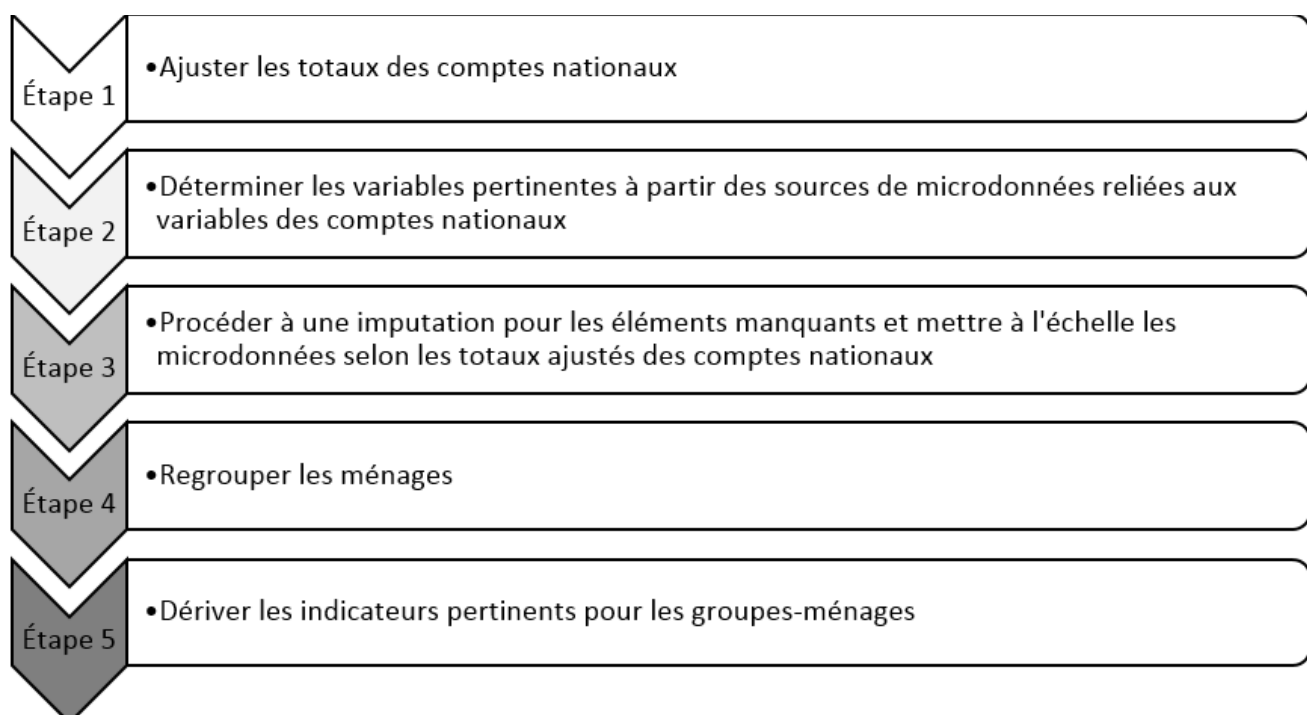 Étape 1
•Ajuster les totaux des comptes nationaux
Étape 2
•Déterminer les variables pertinentes à partir des sources de microdonnées reliées aux
variables des comptes nationaux
Étape 3
•Procéder à une imputation pour les éléments manquants et mettre à l'échelle les
microdonnées selon les totaux ajustés des comptes nationaux
Étape 4
•Regrouper les ménages
Étape 5
•Dériver les indicateurs pertinents pour les groupes-ménages